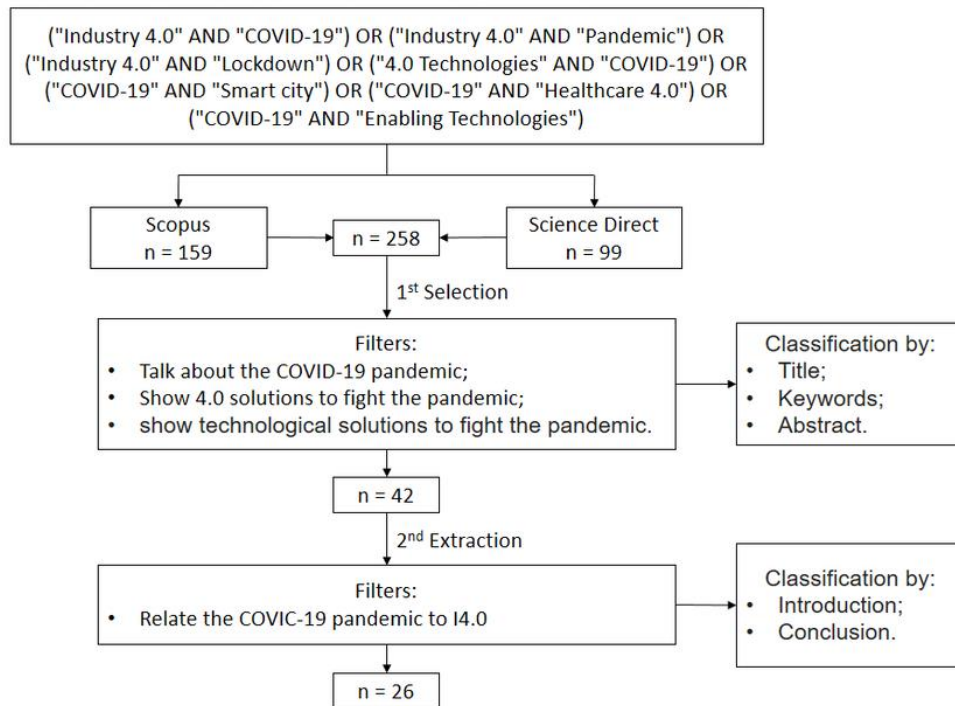 ("Industry 4.0" AND "COVID-19") OR ("Industry 4.0" AND "Pandemic") OR
("Industry 4.0" AND "Lockdown") OR ("4.0 Technologies" AND "COVID-19") OR
("COVID-19" AND "Smart city") OR ("COVID-19" AND "Healthcare 4.0") OR
("COVID-19" AND "Enabling Technologies")
Scopus
n = 159
n = 258
Science Direct
n = 99
1st Selection
Filters:
• Talk about the COVID-19 pandemic;
• Show 4.0 solutions to fight the pandemic;
• show technological solutions to fight the pandemic.
Classification by:
• Title;
• Keywords;
• Abstract.
n = 42
2nd Extraction
Filters:
• Relate the COVIC-19 pandemic to I4.0
Classification by:
• Introduction;
• Conclusion.
n = 26